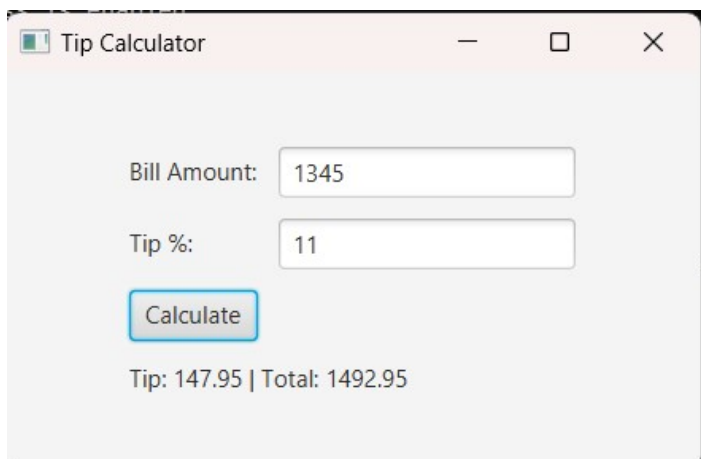 Tip Calculator
Bill Amount: 1345
Tip %: 11
Calculate
Tip: 147.95 | Total: 1492.95